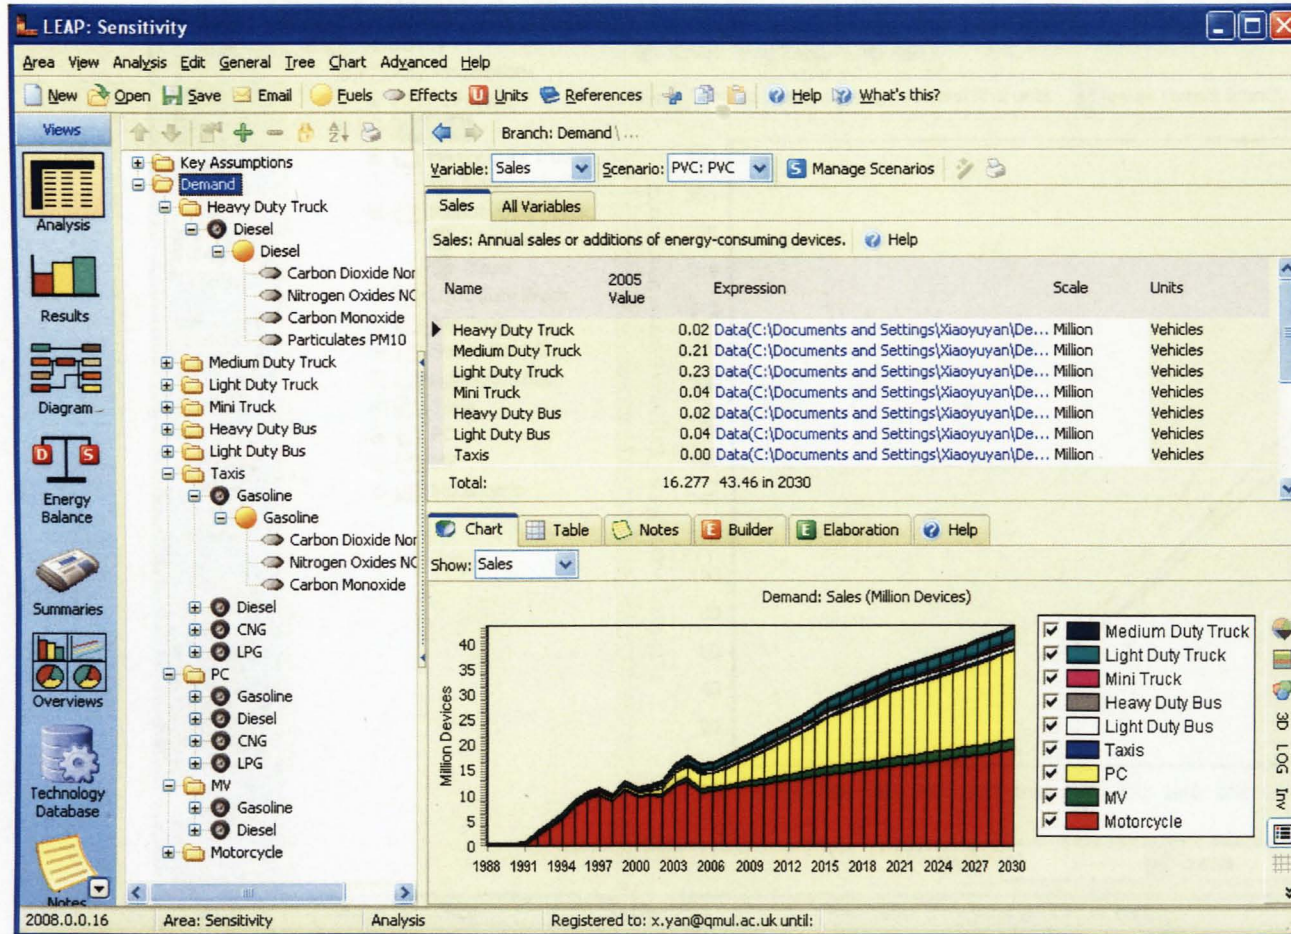 LEAP: Sensitivity
Area View Analysis Edit General Tree Chart Advanced Help
New Open Save Email Fuels Effects Units References Help What's this?
Views
Analysis
Results
Diagram
Energy
Balance
Summaries
Overviews
Technology
Database
Notes
Key Assumptions
Demand
Heavy Duty Truck
Diesel
Diesel
Carbon Dioxide Nor
Nitrogen Oxides NO
Carbon Monoxide
Particulates PM10
Medium Duty Truck
Light Duty Truck
Mini Truck
Heavy Duty Bus
Light Duty Bus
Taxis
Gasoline
Gasoline
Carbon Dioxide Nor
Nitrogen Oxides NO
Carbon Monoxide
Diesel
CNG
LPG
PC
Gasoline
Diesel
CNG
LPG
MV
Gasoline
Diesel
Motorcycle
Branch: Demand\...
Variable: Sales Scenario: PVC: PVC S Manage Scenarios
Sales All Variables
Sales: Annual sales or additions of energy-consuming devices. Help
Name 2005 Value Expression Scale Units
Heavy Duty Truck 0.02 Data(C:\Documents and Settings\Xiaoyuyan\De... Million Vehicles
Medium Duty Truck 0.21 Data(C:\Documents and Settings\Xiaoyuyan\De... Million Vehicles
Light Duty Truck 0.23 Data(C:\Documents and Settings\Xiaoyuyan\De... Million Vehicles
Mini Truck 0.04 Data(C:\Documents and Settings\Xiaoyuyan\De... Million Vehicles
Heavy Duty Bus 0.02 Data(C:\Documents and Settings\Xiaoyuyan\De... Million Vehicles
Light Duty Bus 0.04 Data(C:\Documents and Settings\Xiaoyuyan\De... Million Vehicles
Taxis 0.00 Data(C:\Documents and Settings\Xiaoyuyan\De... Million Vehicles
Total: 16.277 43.46 in 2030
Chart Table Notes E Builder E Elaboration Help
Show: Sales
Demand: Sales (Million Devices)
Million Devices
40
35
30
25
20
15
10
5
0
1988 1991 1994 1997 2000 2003 2006 2009 2012 2015 2018 2021 2024 2027 2030
Medium Duty Truck
Light Duty Truck
Mini Truck
Heavy Duty Bus
Light Duty Bus
Taxis
PC
MV
Motorcycle
3D
LOG
Inv
2008.0.0.16 Area: Sensitivity Analysis Registered to: x.yan@qmul.ac.uk until: